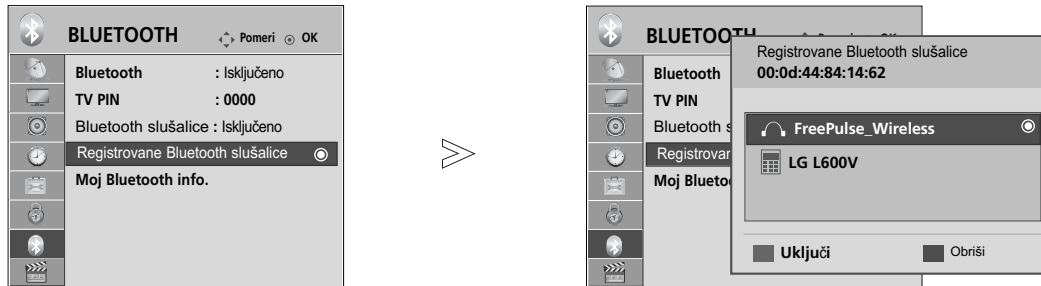 BLUETOOTH Pomeri OK
Bluetooth : Isključeno
TV PIN : 0000
Bluetooth slušalice : Isključeno
Registrovane Bluetooth slušalice
Moj Bluetooth info.
BLUETOOTH
Bluetooth
TV PIN
Bluetooth s
Registrovan
Moj Bluetoo
Registrovane Bluetooth slušalice
00:0d:44:84:14:62
FreePulse_Wireless
LG L600V
Uključi Obriši